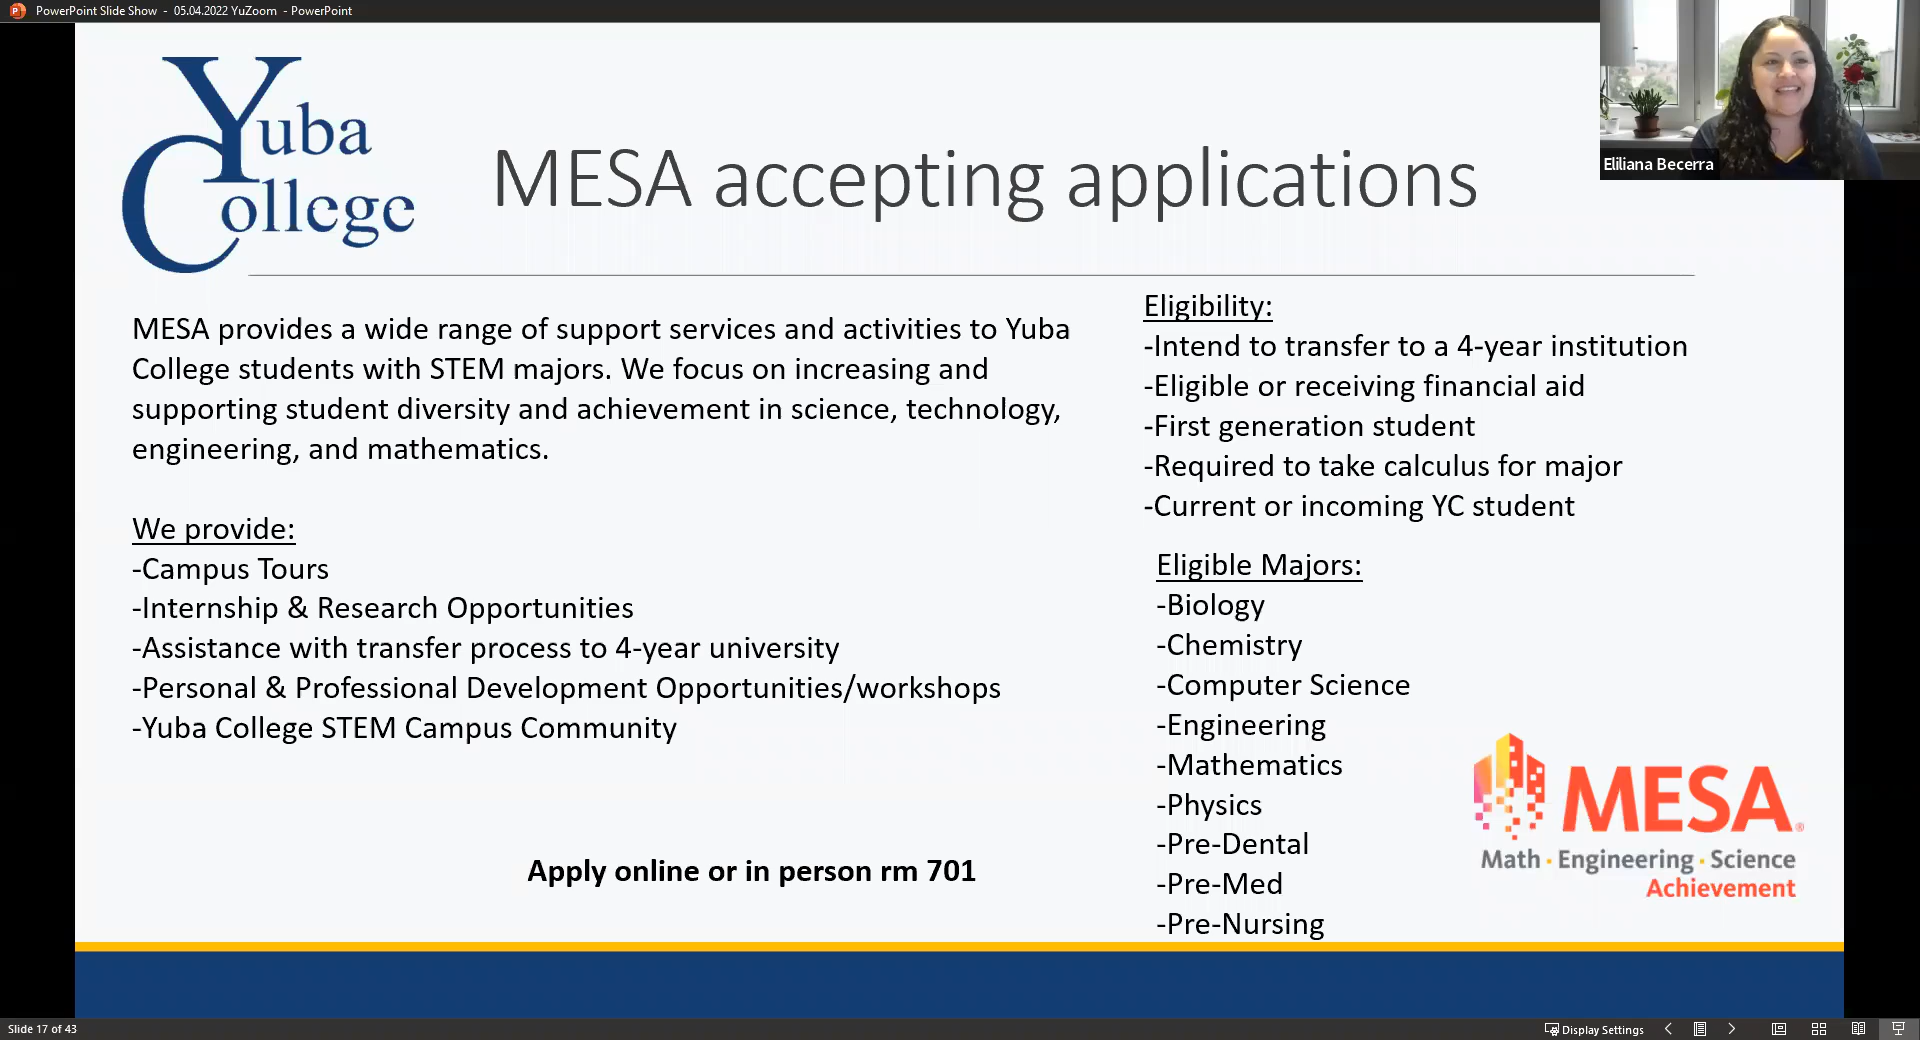 PowerPoint Slide Show - 05.04.2022 YuZoom - PowerPoint
Yuba
College
MESA accepting applications
Eliliana Becerra
MESA provides a wide range of support services and activities to Yuba
College students with STEM majors. We focus on increasing and
supporting student diversity and achievement in science, technology,
engineering, and mathematics.
We provide:
-Campus Tours
-Internship & Research Opportunities
-Assistance with transfer process to 4-year university
-Personal & Professional Development Opportunities/workshops
-Yuba College STEM Campus Community
Apply online or in person rm 701
Eligibility:
-Intend to transfer to a 4-year institution
-Eligible or receiving financial aid
-First generation student
-Required to take calculus for major
-Current or incoming YC student
Eligible Majors:
-Biology
-Chemistry
-Computer Science
-Engineering
-Mathematics
-Physics
-Pre-Dental
-Pre-Med
-Pre-Nursing
MESA®
Math · Engineering · Science
Achievement
Slide 17 of 43
Display Settings